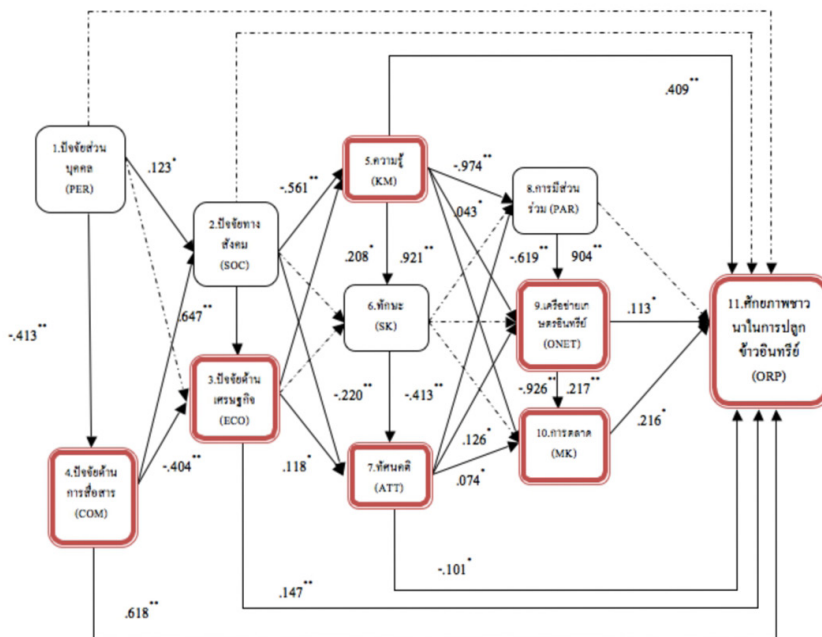 .409**
1.ปัจจัยส่วน
บุคคล
(PER)
.123*
-.561**
5.ความรู้
(KM)
-.974**
8.การมีส่วน
ร่วม (PAR)
2.ปัจจัยทาง
สังคม
(SOC)
.043*
.208*
.921**
-.619**
904**
6.ทักษะ
(SK)
9.เครือข่ายเก
ษตรอินทรีย์
(ONET)
.113*
11.ศักยภาพชาว
นาในการปลูก
ข้าวอินทรีย์
(ORP)
-.413**
.647**
3.ปัจจัยด้าน
เศรษฐกิจ
(ECO)
-.220**
-.413**
-.926**
.217**
.126*
.216*
4.ปัจจัยด้าน
การสื่อสาร
(COM)
-.404**
.118*
7.ทัศนคติ
(ATT)
.074*
10.การตลาด
(MK)
-.101*
.147**
.618**